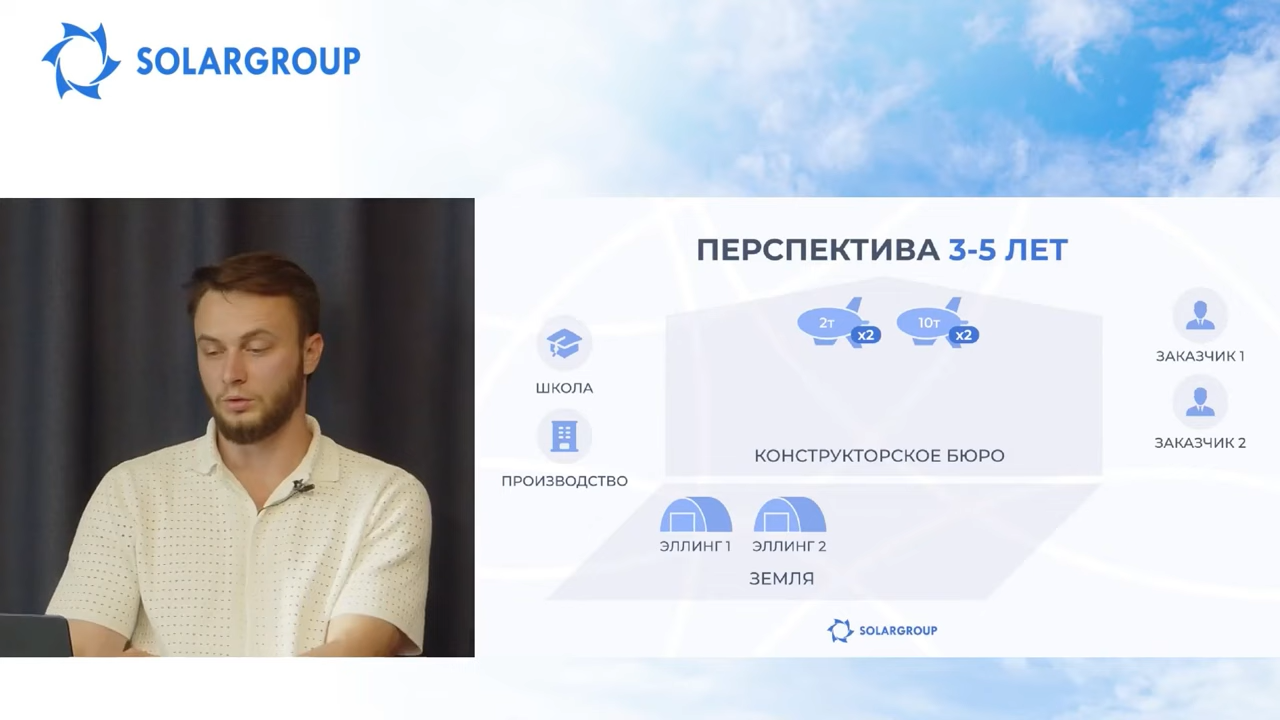 SOLARGROUP
ПЕРСПЕКТИВА 3-5 ЛЕТ
2т
x2
10т
x2
ШКОЛА
ПРОИЗВОДСТВО
ЗАКАЗЧИК 1
ЗАКАЗЧИК 2
КОНСТРУКТОРСКОЕ БЮРО
ЭЛЛИНГ 1
ЭЛЛИНГ 2
ЗЕМЛЯ
SOLARGROUP